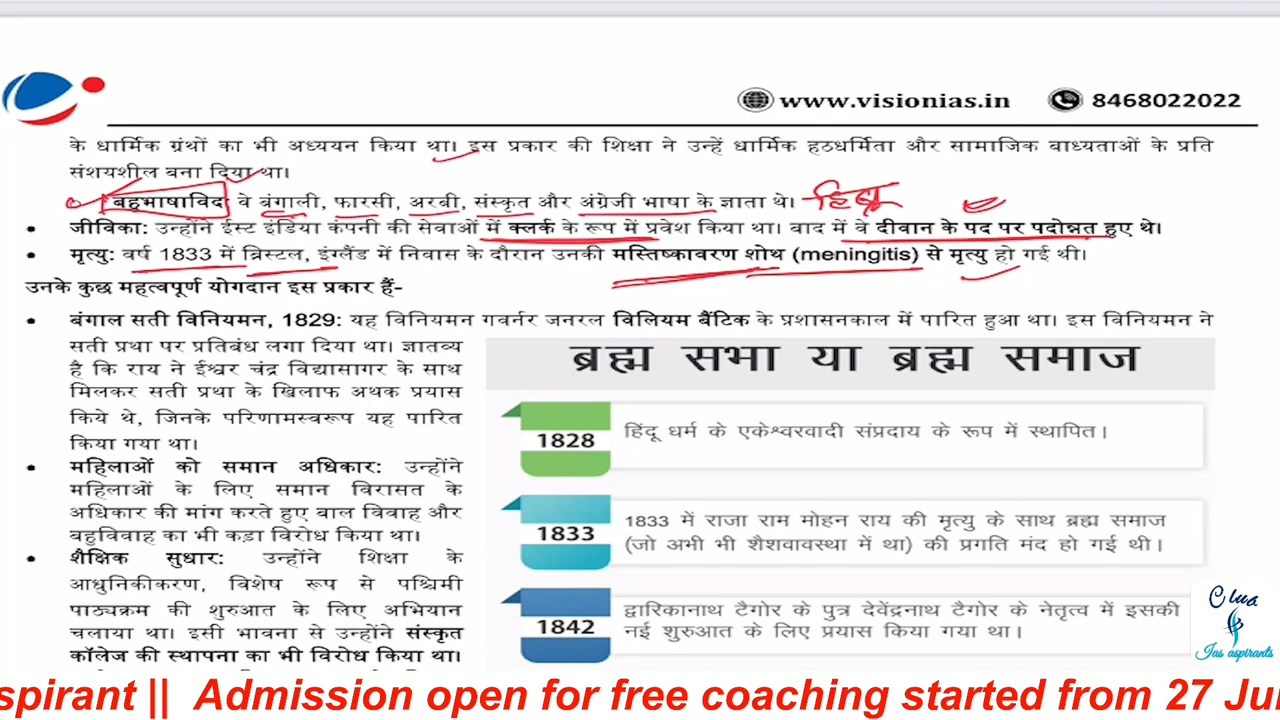 www.visionias.in 8468022022
के धार्मिक ग्रंथों का भी अध्ययन किया था। इस प्रकार की शिक्षा ने उन्हें धार्मिक हठधर्मिता और सामाजिक बाध्यताओं के प्रति
संशयशील बना दिया था।
बहुभाषाविद वे बंगाली, फारसी, अरबी, संस्कृत और अंग्रेजी भाषा के ज्ञाता थे।
• जीविका: उन्होंने ईस्ट इंडिया कंपनी की सेवाओं में क्लर्क के रूप में प्रवेश किया था। बाद में वे दीवान के पद पर पदोन्नत हुए थे।
• मृत्यु: वर्ष 1833 में ब्रिस्टल, इंग्लैंड में निवास के दौरान उनकी मस्तिष्कावरण शोथ (meningitis) से मृत्यु हो गई थी।
उनके कुछ महत्वपूर्ण योगदान इस प्रकार हैं-
• बंगाल सती विनियमन, 1829: यह विनियमन गवर्नर जनरल विलियम बैंटिक के प्रशासनकाल में पारित हुआ था। इस विनियमन ने
सती प्रथा पर प्रतिबंध लगा दिया था। ज्ञातव्य
है कि राय ने ईश्वर चंद्र विद्यासागर के साथ
मिलकर सती प्रथा के खिलाफ अथक प्रयास
किये थे, जिनके परिणामस्वरूप यह पारित
किया गया था।
• महिलाओं को समान अधिकार: उन्होंने
महिलाओं के लिए समान विरासत के
अधिकार की मांग करते हुए बाल विवाह और
बहुविवाह का भी कड़ा विरोध किया था।
• शैक्षिक सुधार: उन्होंने शिक्षा के
आधुनिकीकरण, विशेष रूप से पश्चिमी
पाठ्यक्रम की शुरुआत के लिए अभियान
चलाया था। इसी भावना से उन्होंने संस्कृत
कॉलेज की स्थापना का भी विरोध किया था।
ब्रह्म सभा या ब्रह्म समाज
1828
हिंदू धर्म के एकेश्वरवादी संप्रदाय के रूप में स्थापित।
1833
1833 में राजा राम मोहन राय की मृत्यु के साथ ब्रह्म समाज
(जो अभी भी शैशवावस्था में था) की प्रगति मंद हो गई थी।
1842
द्वारिकानाथ टैगोर के पुत्र देवेंद्रनाथ टैगोर के नेतृत्व में इसकी
नई शुरुआत के लिए प्रयास किया गया था।
Clua
Ias aspirants
spirant || Admission open for free coaching started from 27 Jun